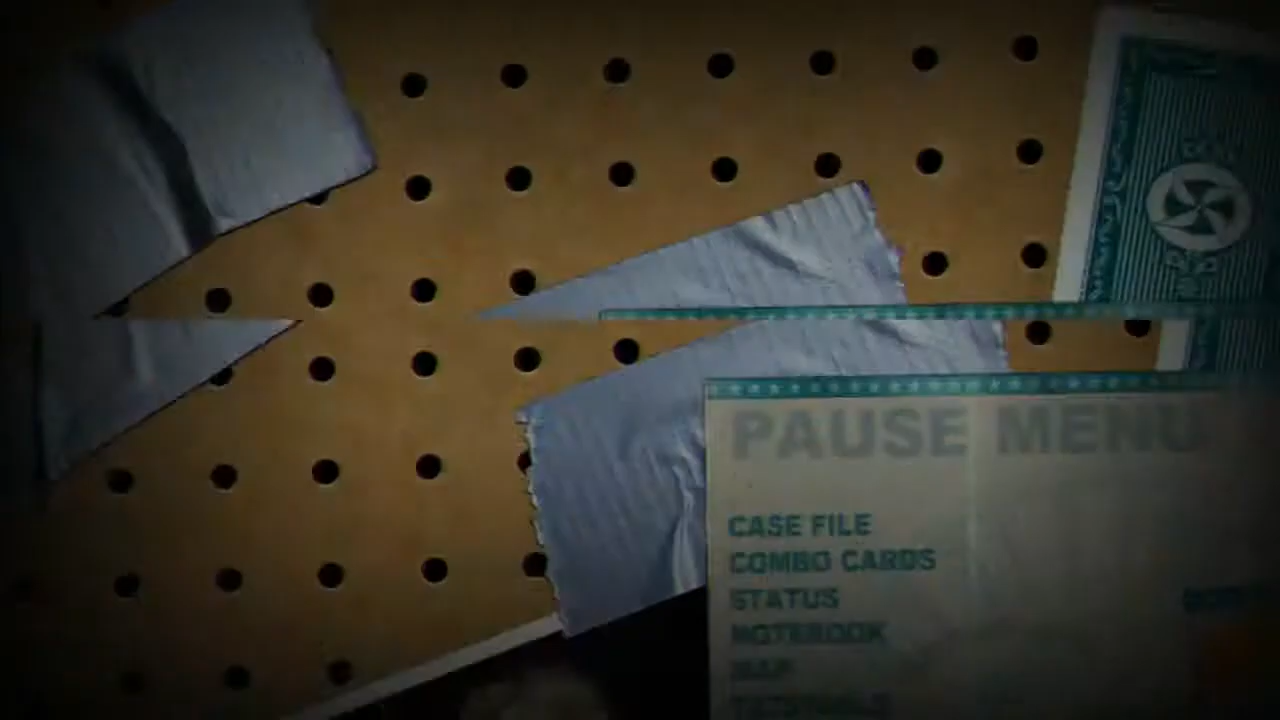 PAUSE MENU
CASE FILE
COMBO CARDS
STATUS
NOTEBOOK
MAP